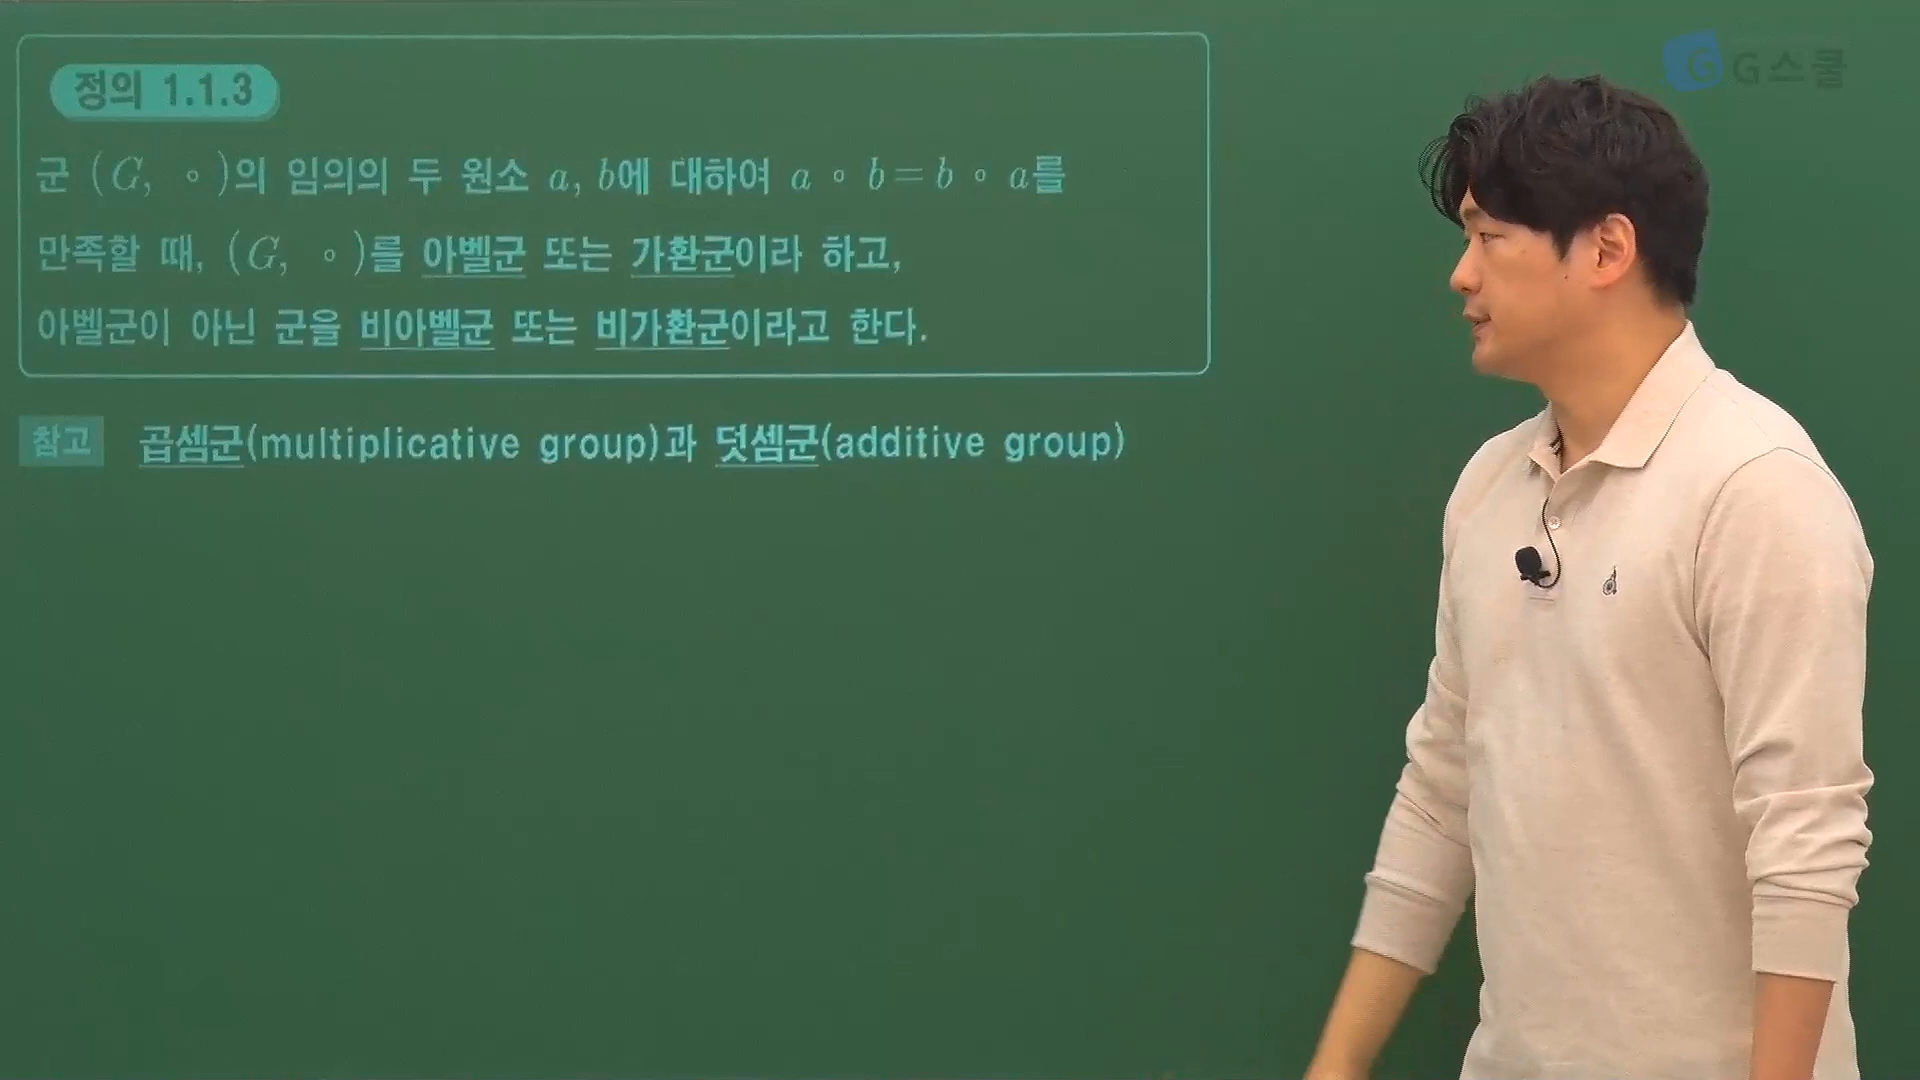 G스쿨
정의 1.1.3
군 (G, ∘)의 임의의 두 원소 a, b에 대하여 a ∘ b = b ∘ a를
만족할 때, (G, ∘)를 아벨군 또는 가환군이라 하고,
아벨군이 아닌 군을 비아벨군 또는 비가환군이라고 한다.
참고 곱셈군(multiplicative group)과 덧셈군(additive group)